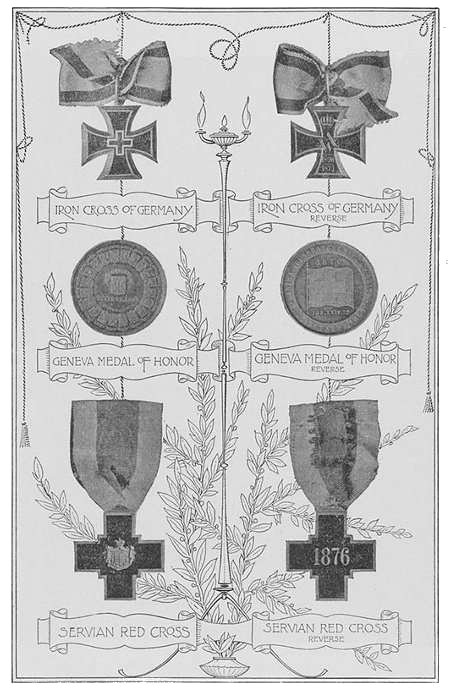 IRON CROSS OF GERMANY
IRON CROSS OF GERMANY
REVERSE
GENEVA MEDAL OF HONOR
GENEVA MEDAL OF HONOR
REVERSE
1876
SERVIAN RED CROSS
SERVIAN RED CROSS
REVERSE